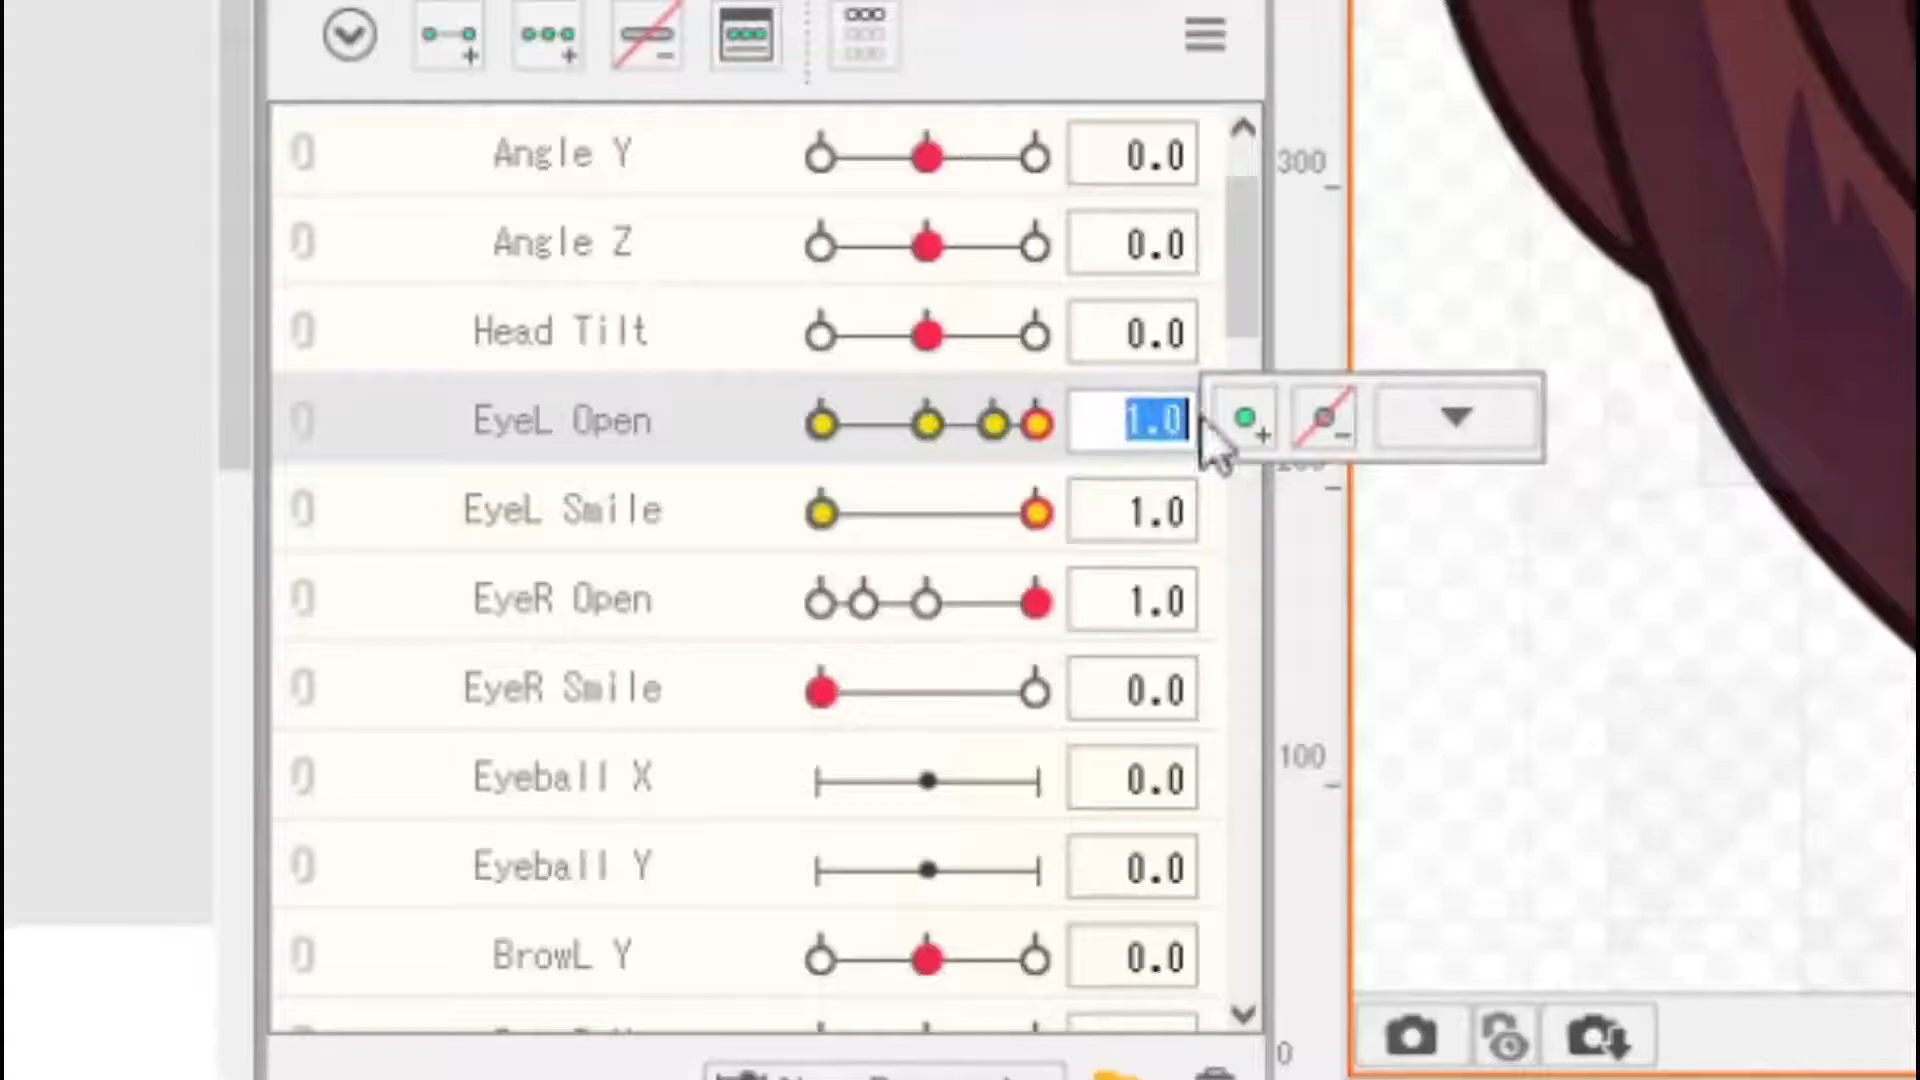 Angle Y 0.0
Angle Z 0.0
Head Tilt 0.0
EyeL Open 1.0
EyeL Smile 1.0
EyeR Open 1.0
EyeR Smile 0.0
Eyeball X 0.0
Eyeball Y 0.0
BrowL Y 0.0
300
100
0